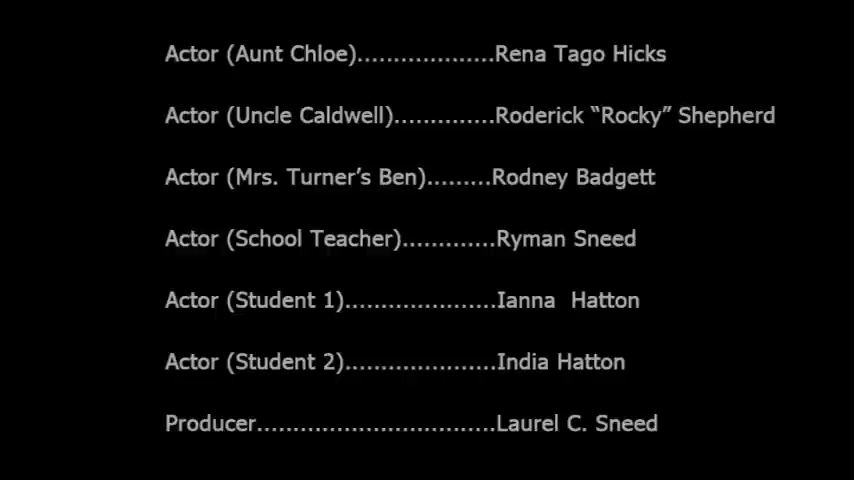 Actor (Aunt Chloe)...................Rena Tago Hicks
Actor (Uncle Caldwell)..............Roderick “Rocky” Shepherd
Actor (Mrs. Turner’s Ben).........Rodney Badgett
Actor (School Teacher).............Ryman Sneed
Actor (Student 1).....................Ianna  Hatton
Actor (Student 2).....................India Hatton
Producer.................................Laurel C. Sneed